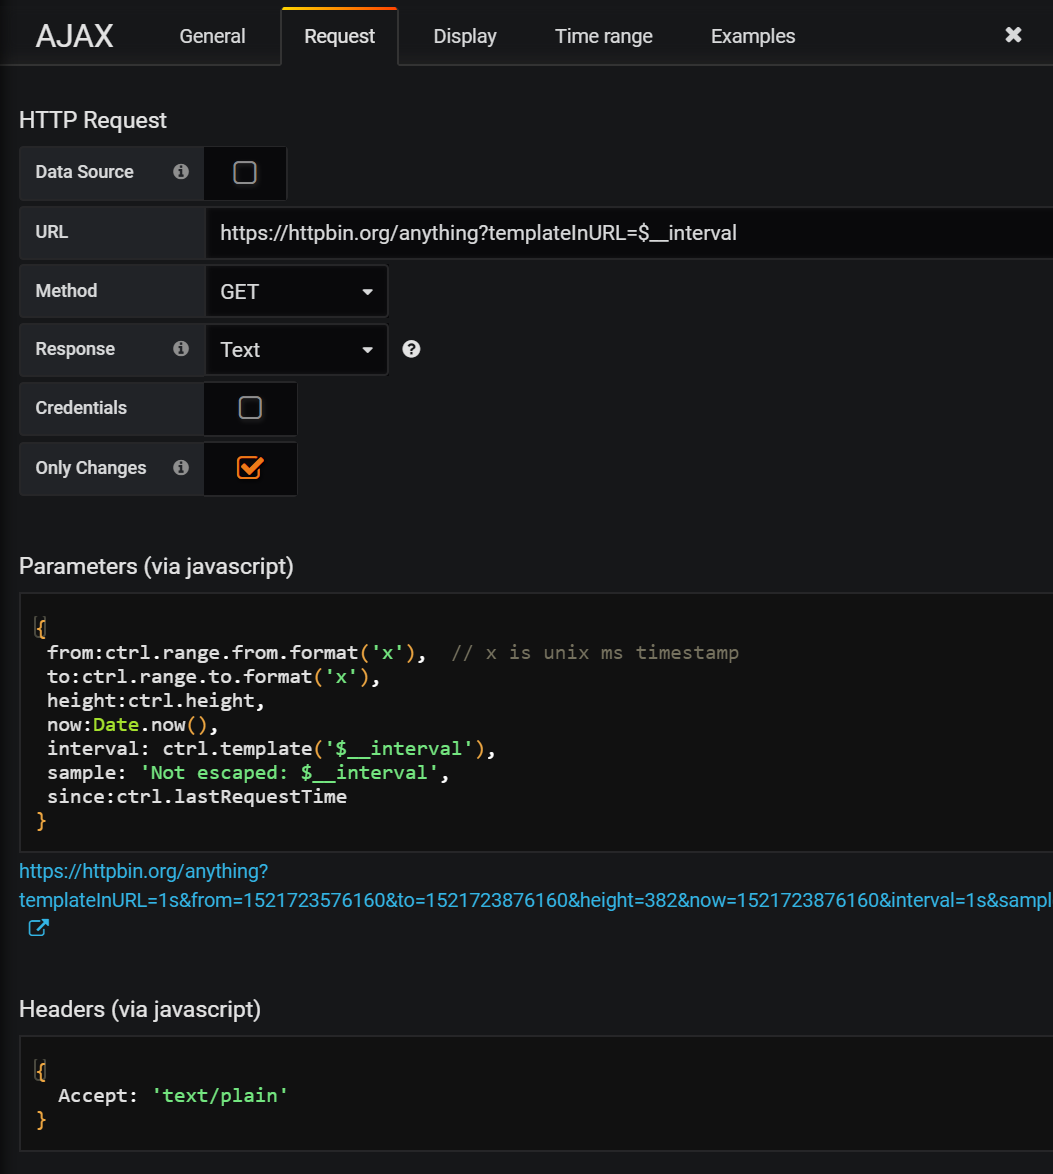 AJAX General Request Display Time range Examples
HTTP Request
Data Source
URL https://httpbin.org/anything?templateInURL=$__interval
Method GET
Response Text
Credentials
Only Changes
Parameters (via javascript)
{
from:ctrl.range.from.format('x'),  // x is unix ms timestamp
to:ctrl.range.to.format('x'),
height:ctrl.height,
now:Date.now(),
interval: ctrl.template('$__interval'),
sample: 'Not escaped: $__interval',
since:ctrl.lastRequestTime
}
https://httpbin.org/anything?
templateInURL=1s&from=1521723576160&to=1521723876160&height=382&now=1521723876160&interval=1s&sampl
Headers (via javascript)
{
Accept: 'text/plain'
}